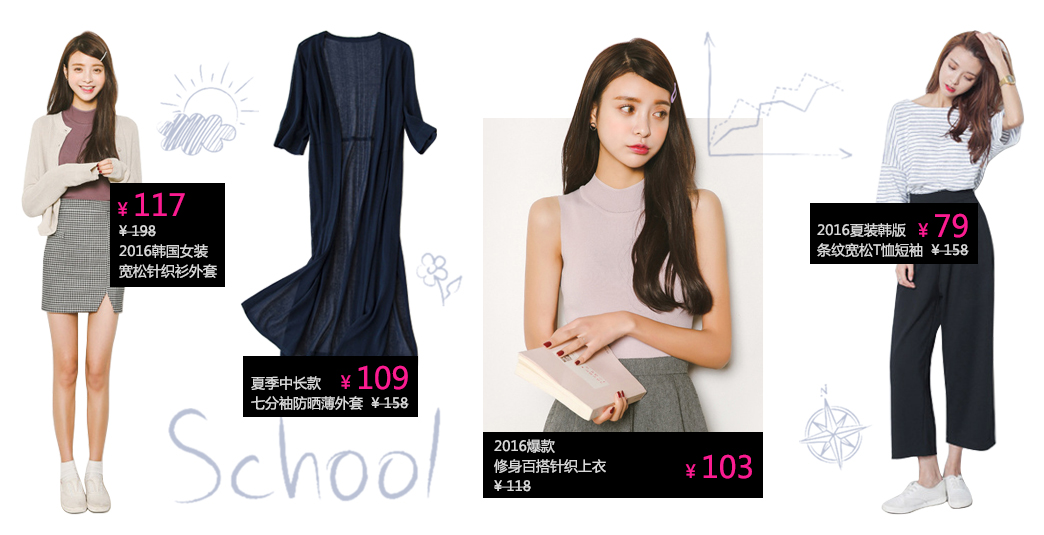 ¥ 117
¥ 198
2016韩国女装
宽松针织衫外套
夏季中长款 ¥ 109
七分袖防晒薄外套 ¥ 158
School
2016爆款
修身百搭针织上衣 ¥ 103
¥ 118
2016夏装韩版 ¥ 79
条纹宽松T恤短袖 ¥ 158
N